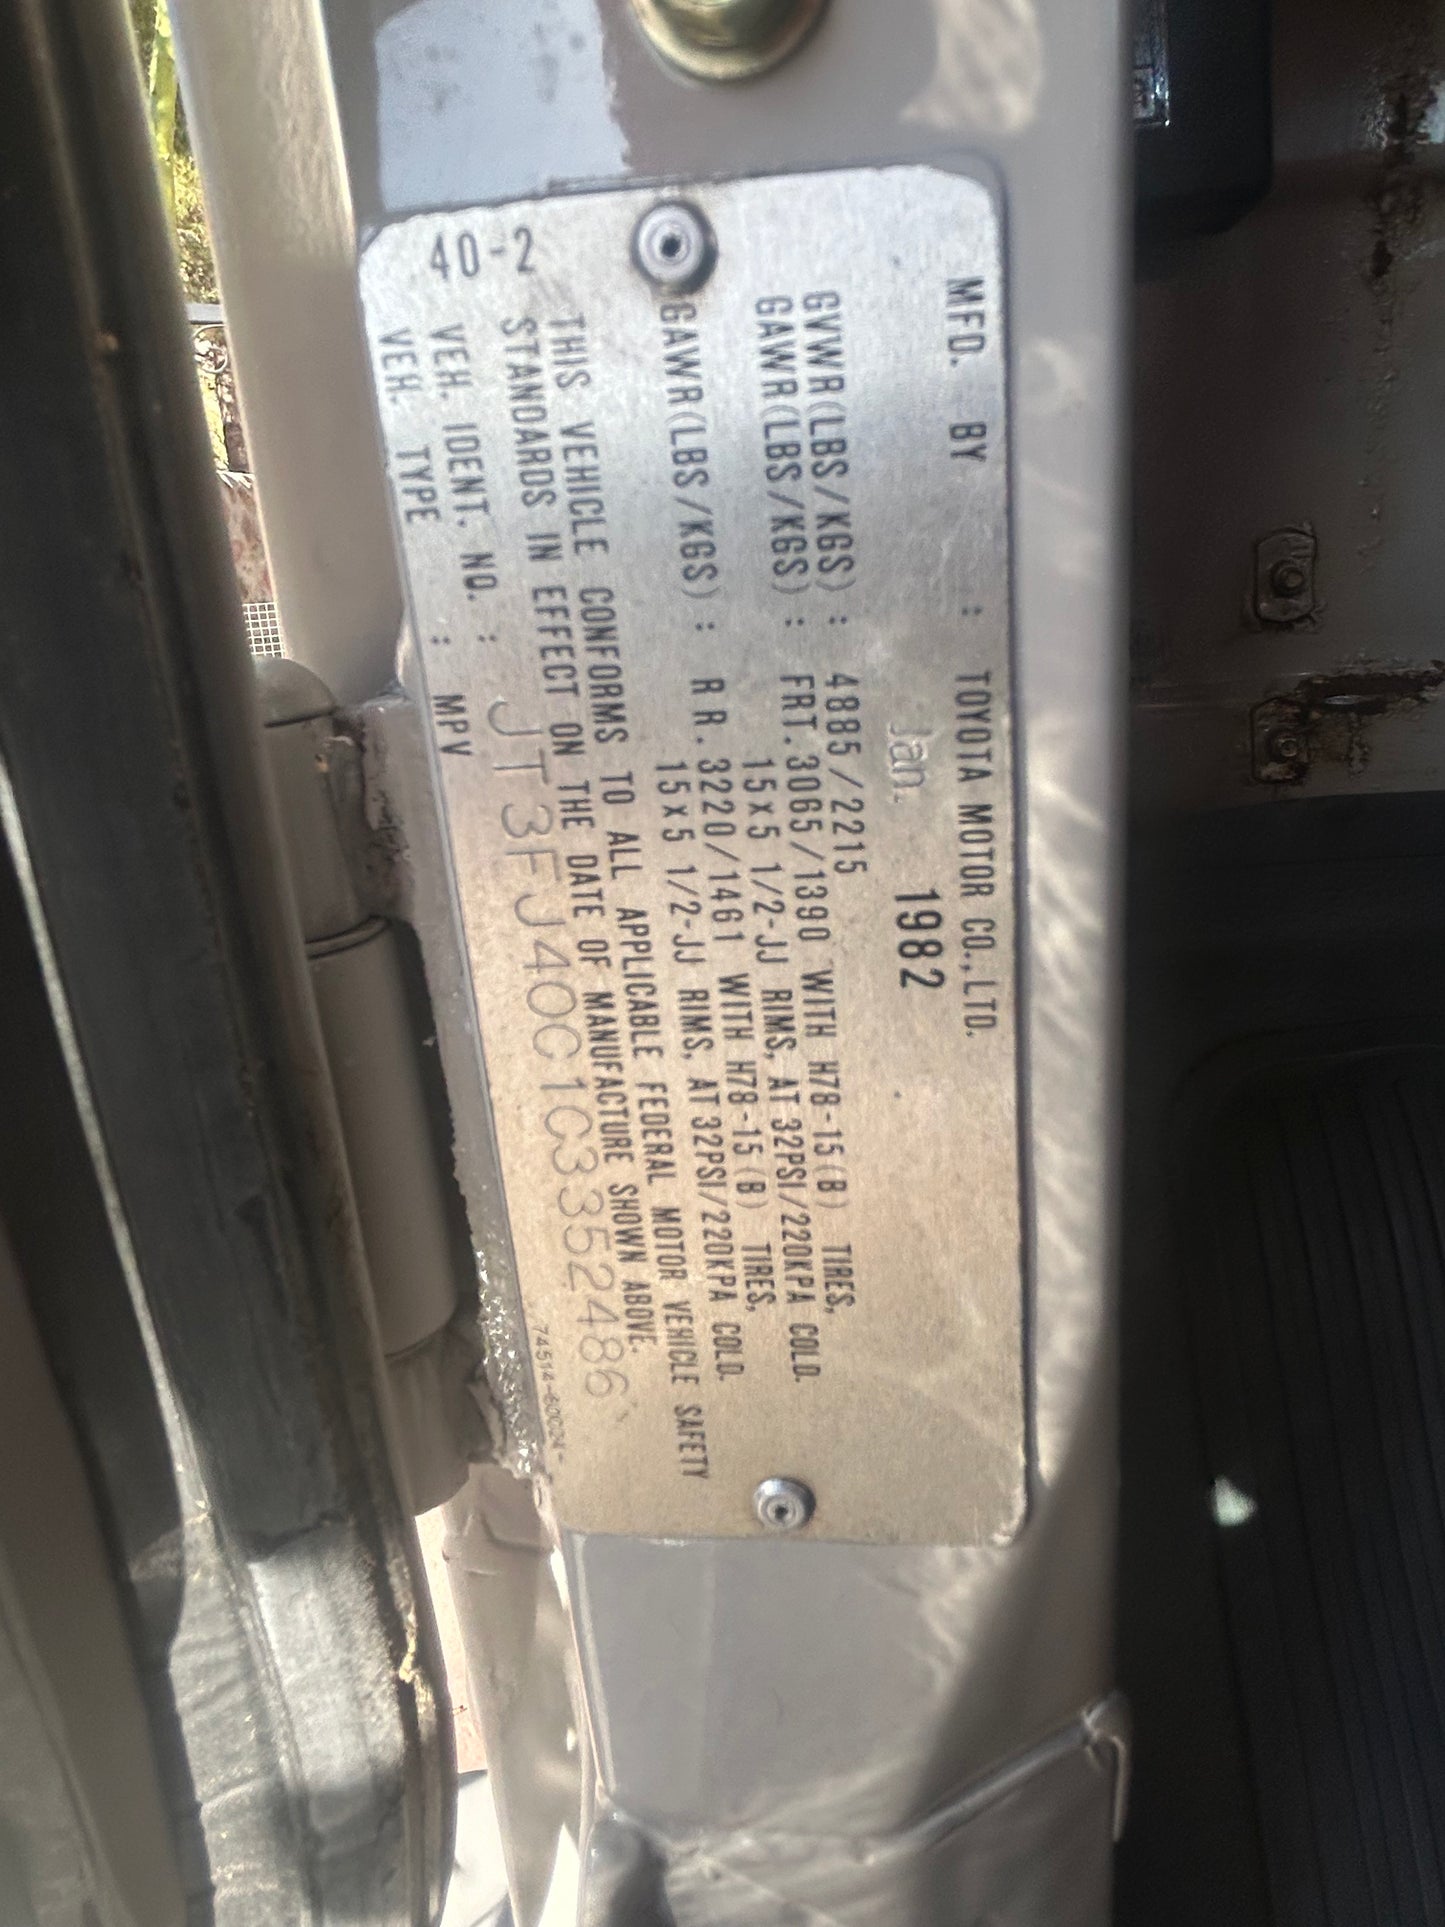 MFD. BY : TOYOTA MOTOR CO.,LTD.
Jan. 1982
GVWR(LBS/KGS) : 4885/2215
GAWR(LBS/KGS) : FRT. 3065/1390 WITH H78-15(B) TIRES,
15x5 1/2-JJ RIMS, AT 32PSI/220KPA COLD.
GAWR(LBS/KGS) : RR. 3220/1461 WITH H78-15(B) TIRES,
15x5 1/2-JJ RIMS, AT 32PSI/220KPA COLD.
THIS VEHICLE CONFORMS TO ALL APPLICABLE FEDERAL MOTOR VEHICLE SAFETY
STANDARDS IN EFFECT ON THE DATE OF MANUFACTURE SHOWN ABOVE.
VEH. IDENT. NO. : JT3FJ40C1C3352486
VEH. TYPE : MPV
40-2
74514-60024-